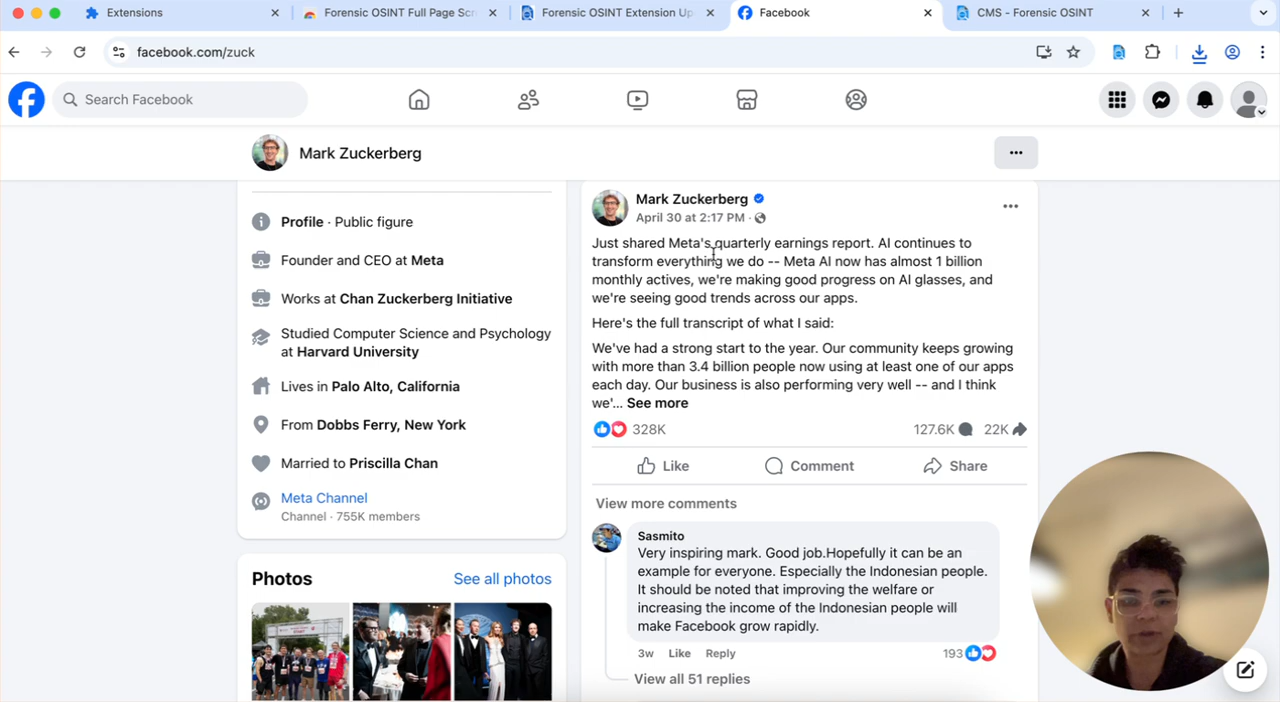 Extensions
Forensic OSINT Full Page Scr
Forensic OSINT Extension Up
Facebook
CMS - Forensic OSINT
facebook.com/zuck
Search Facebook
Mark Zuckerberg
Profile · Public figure
Founder and CEO at Meta
Works at Chan Zuckerberg Initiative
Studied Computer Science and Psychology
at Harvard University
Lives in Palo Alto, California
From Dobbs Ferry, New York
Married to Priscilla Chan
Meta Channel
Channel · 755K members
Photos
See all photos
Mark Zuckerberg
April 30 at 2:17 PM ·
Just shared Meta's quarterly earnings report. AI continues to
transform everything we do -- Meta AI now has almost 1 billion
monthly actives, we're making good progress on AI glasses, and
we're seeing good trends across our apps.
Here's the full transcript of what I said:
We've had a strong start to the year. Our community keeps growing
with more than 3.4 billion people now using at least one of our apps
each day. Our business is also performing very well -- and I think
we'... See more
328K
127.6K
22K
Like
Comment
Share
View more comments
Sasmito
Very inspiring mark. Good job.Hopefully it can be an
example for everyone. Especially the Indonesian people.
It should be noted that improving the welfare or
increasing the income of the Indonesian people will
make Facebook grow rapidly.
3w Like Reply
193
View all 51 replies